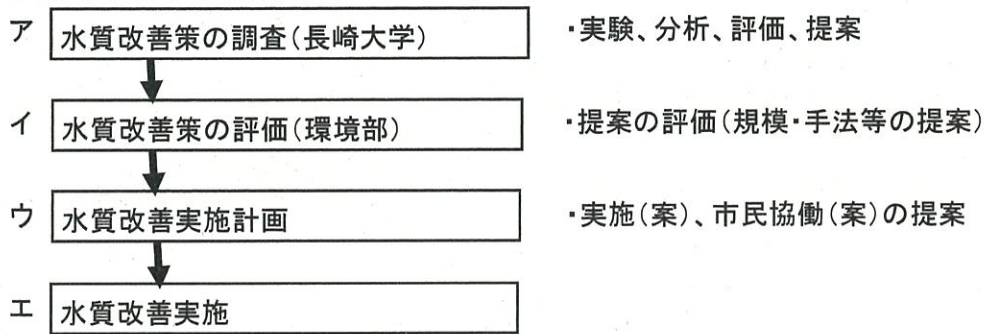 ア 水質改善策の調査(長崎大学) ・実験、分析、評価、提案
イ 水質改善策の評価(環境部) ・提案の評価(規模・手法等の提案)
ウ 水質改善実施計画 ・実施(案)、市民協働(案)の提案
エ 水質改善実施